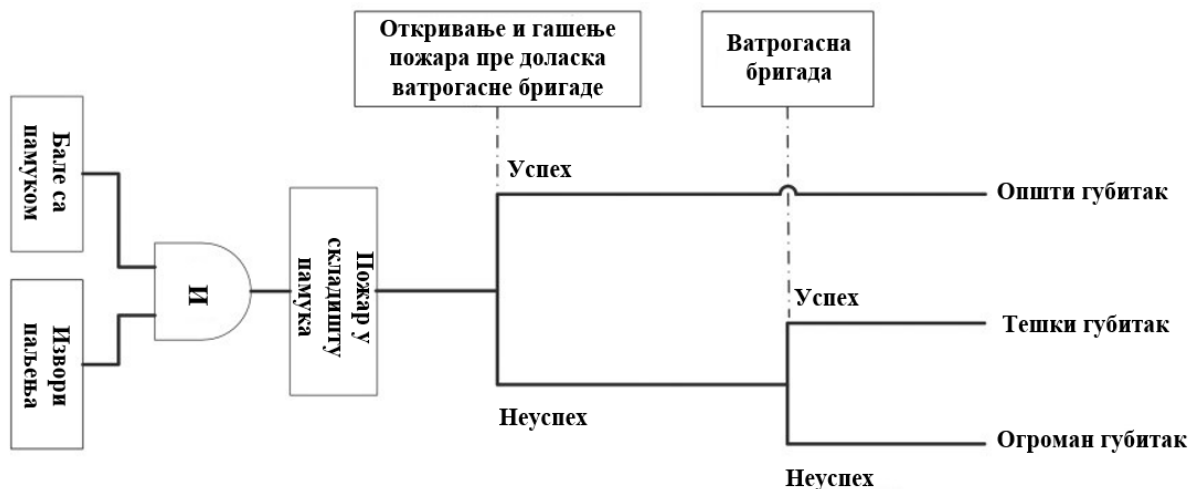 Откривање и гашење
пожара пре доласка
ватрогасне бригаде
Ватрогасна
бригада
Бале са
памуком
Извори
паљења
И
Пожар у
складишту
памука
Успех
Општи губитак
Успех
Тешки губитак
Неуспех
Огроман губитак
Неуспех